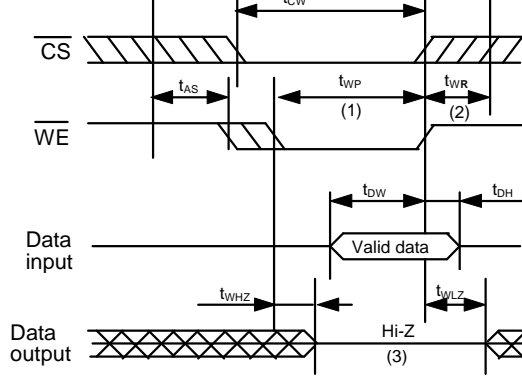 tCW
CS
tAS
tWP
tWR
(1)
(2)
WE
tDW
tDH
Data
input
Valid data
tWHZ
tWLZ
Data
output
Hi-Z
(3)